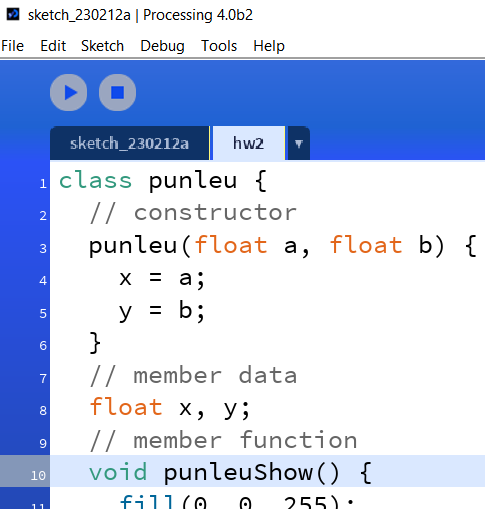 sketch_230212a | Processing 4.0b2
File Edit Sketch Debug Tools Help
sketch_230212a hw2 ▼
1 class punleu {
2 // constructor
3 punleu(float a, float b) {
4 x = a;
5 y = b;
6 }
7 // member data
8 float x, y;
9 // member function
10 void punleuShow() {
11 fill(0, 0, 255);